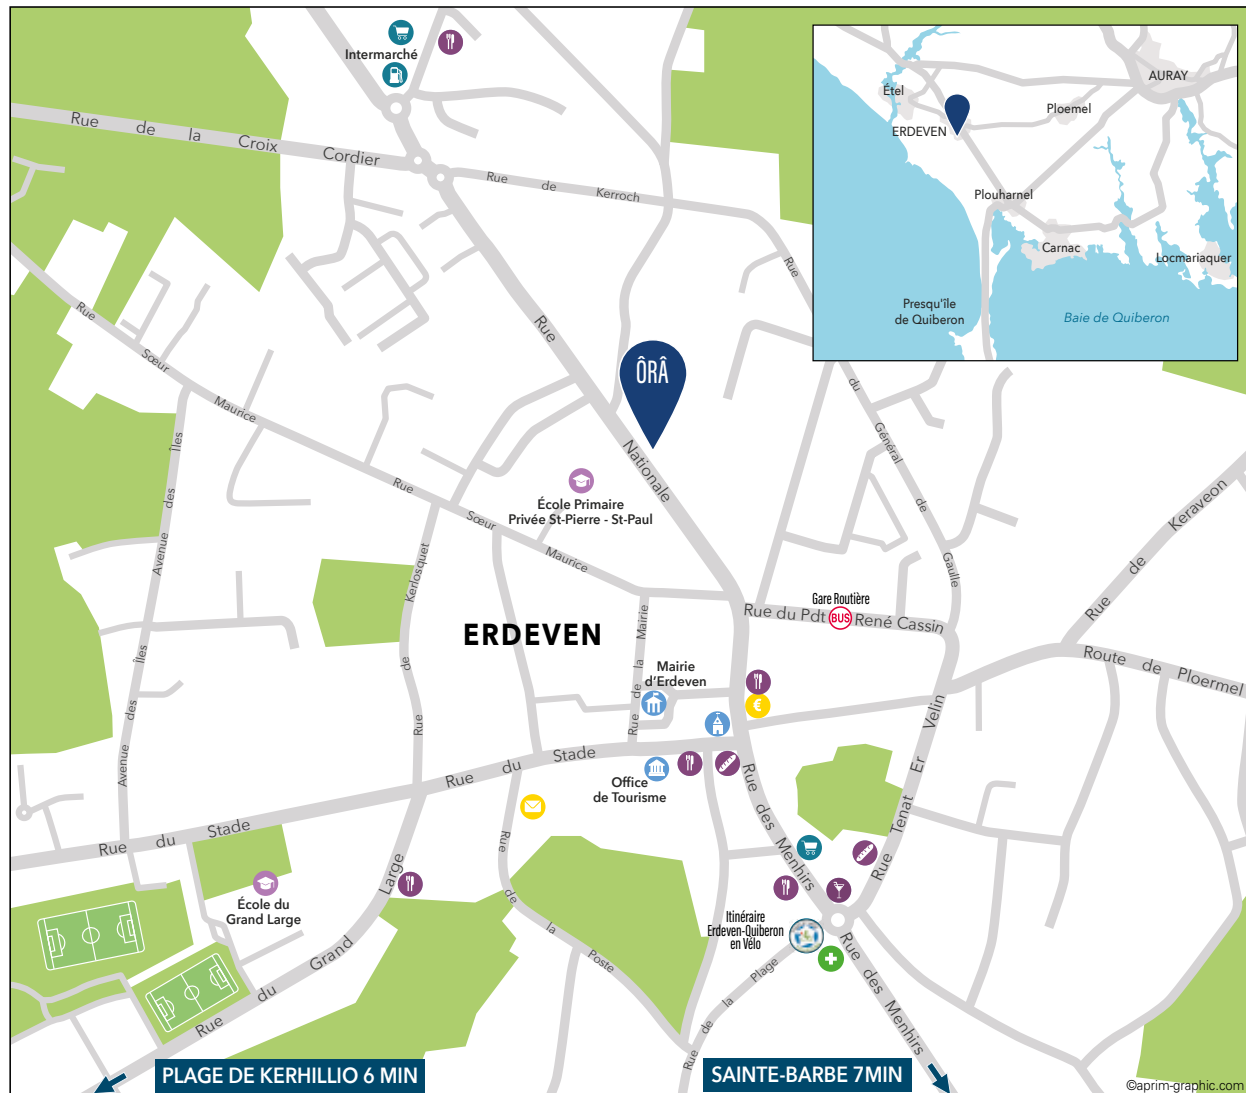 Intermarché
Rue de la Croix Cordier
Rue de Kerroch
Rue du Général de Gaulle
Rue Sœur Maurice
Rue Sœur Maurice
Rue Nationale
ÔRÂ
École Primaire
Privée St-Pierre - St-Paul
Avenue des Îles
Avenue des Îles
Rue de Kerlosquet
ERDEVEN
Rue de la Mairie
Mairie
d'Erdeven
Gare Routière
BUS
Rue du Pdt René Cassin
Rue de Keraveon
Route de Ploermel
Rue Tenat Er Velin
€
Rue du Stade
Rue du Stade
Office
de Tourisme
Rue des Menhirs
Rue de la Poste
École du
Grand Large
Rue du Grand Large
Itinéraire
Erdeven-Quiberon
en Vélo
Rue de la Plage
Rue des Menhirs
PLAGE DE KERHILLIO 6 MIN
SAINTE-BARBE 7MIN
©aprim-graphic.com
AURAY
Étel
Ploemel
ERDEVEN
Plouharnel
Carnac
Locmariaquer
Presqu'île
de Quiberon
Baie de Quiberon